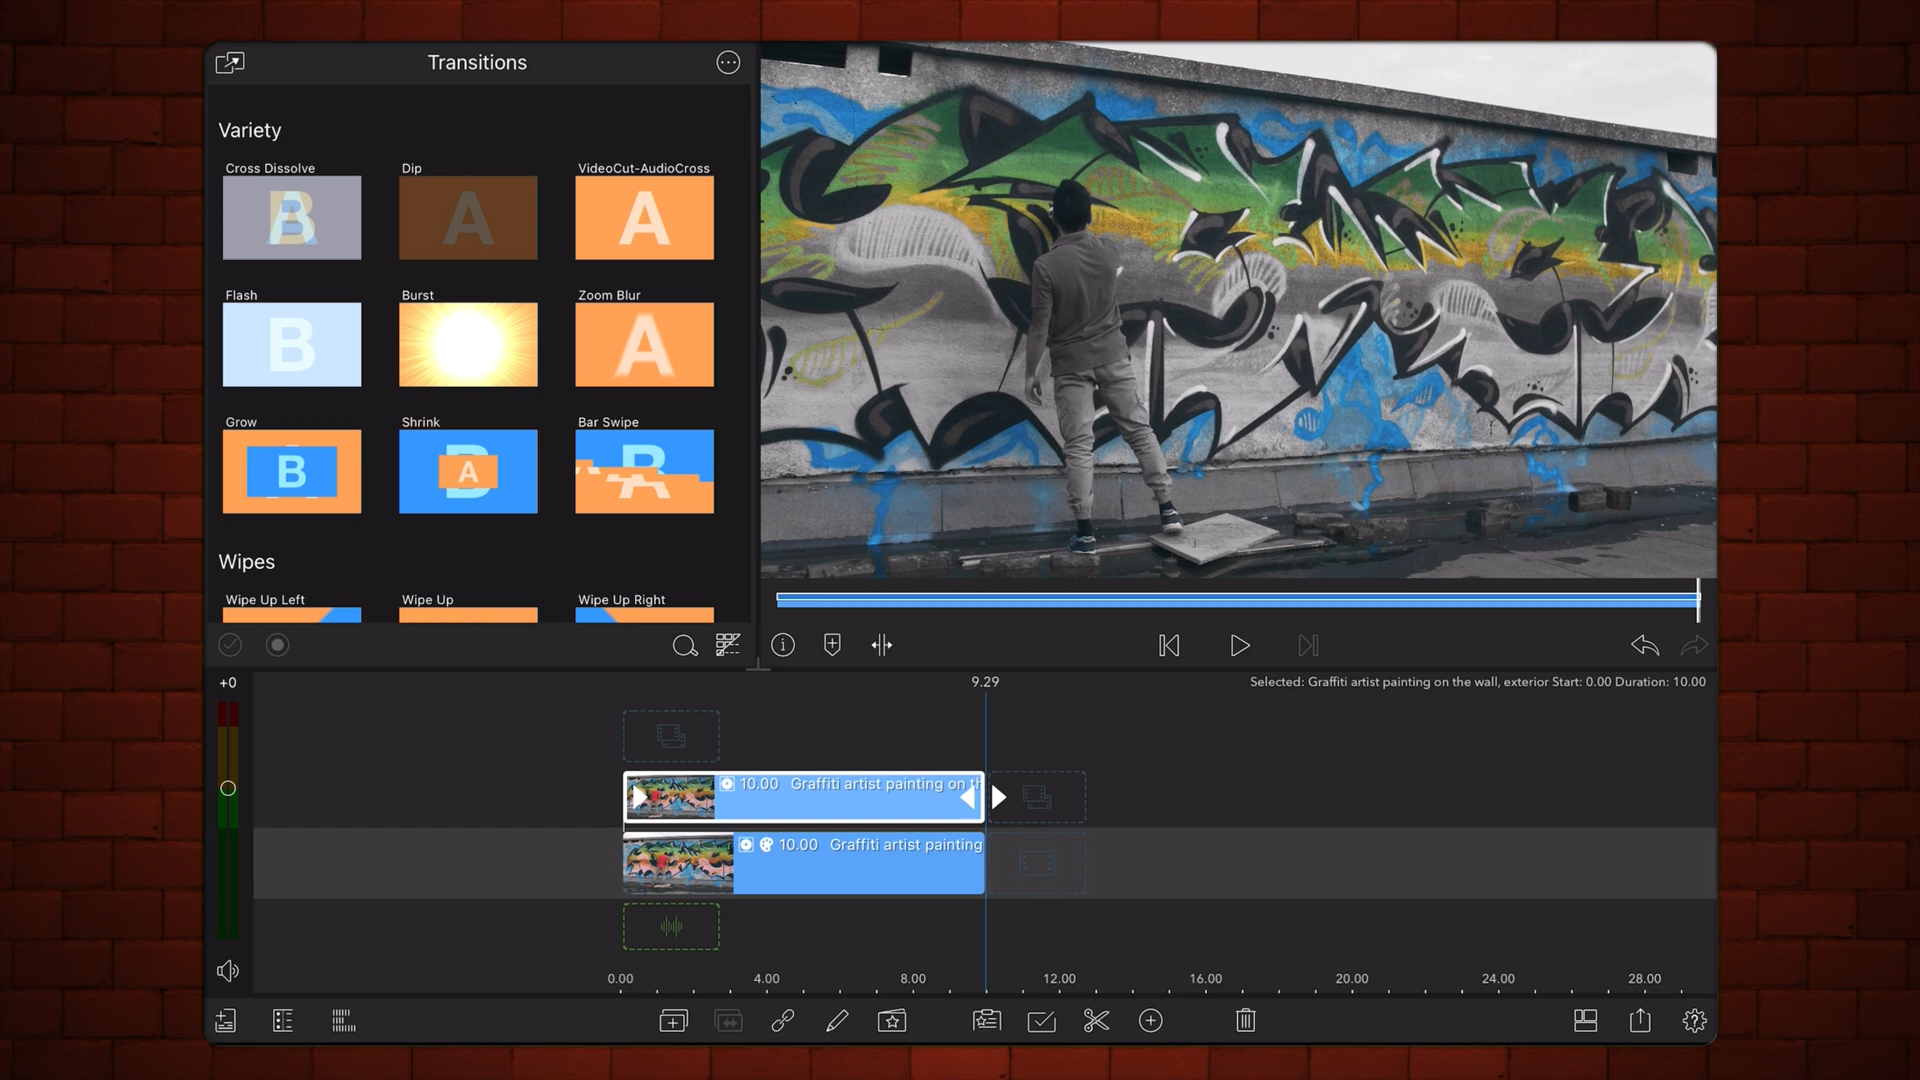 Transitions
Variety
Cross Dissolve
Dip
VideoCut-AudioCross
B
A
A
A
Flash
Burst
Zoom Blur
B
A
Grow
Shrink
Bar Swipe
B
B
A
B
A
Wipes
Wipe Up Left
Wipe Up
Wipe Up Right
+0
9.29
Selected: Graffiti artist painting on the wall, exterior Start: 0.00 Duration: 10.00
10.00 Graffiti artist painting on th
10.00 Graffiti artist painting
0.00
4.00
8.00
12.00
16.00
20.00
24.00
28.00